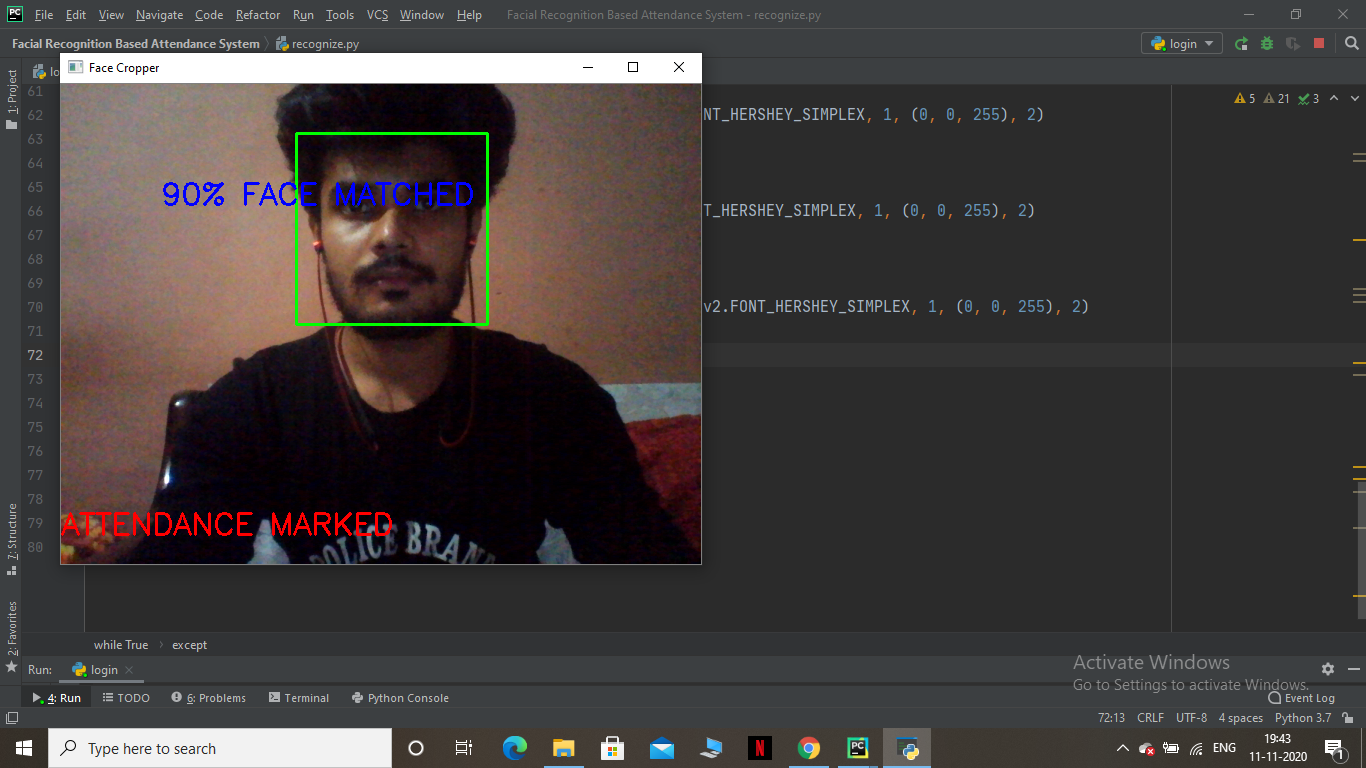 File Edit View Navigate Code Refactor Run Tools VCS Window Help Facial Recognition Based Attendance System - recognize.py
Facial Recognition Based Attendance System recognize.py login
Face Cropper
lo
1: Project
61
5 21 3
62 NT_HERSHEY_SIMPLEX, 1, (0, 0, 255), 2)
63
64
65
90% FACE MATCHED
66 T_HERSHEY_SIMPLEX, 1, (0, 0, 255), 2)
67
68
69
70 v2.FONT_HERSHEY_SIMPLEX, 1, (0, 0, 255), 2)
71
72
73
74
75
76
77
78
79
ATTENDANCE MARKED
POLICE BRAN
80
7: Structure
2: Favorites
while True except
Run: login
Activate Windows
Go to Settings to activate Windows.
4: Run TODO 6: Problems Terminal Python Console Event Log
72:13 CRLF UTF-8 4 spaces Python 3.7
Type here to search
ENG
19:43
11-11-2020
1